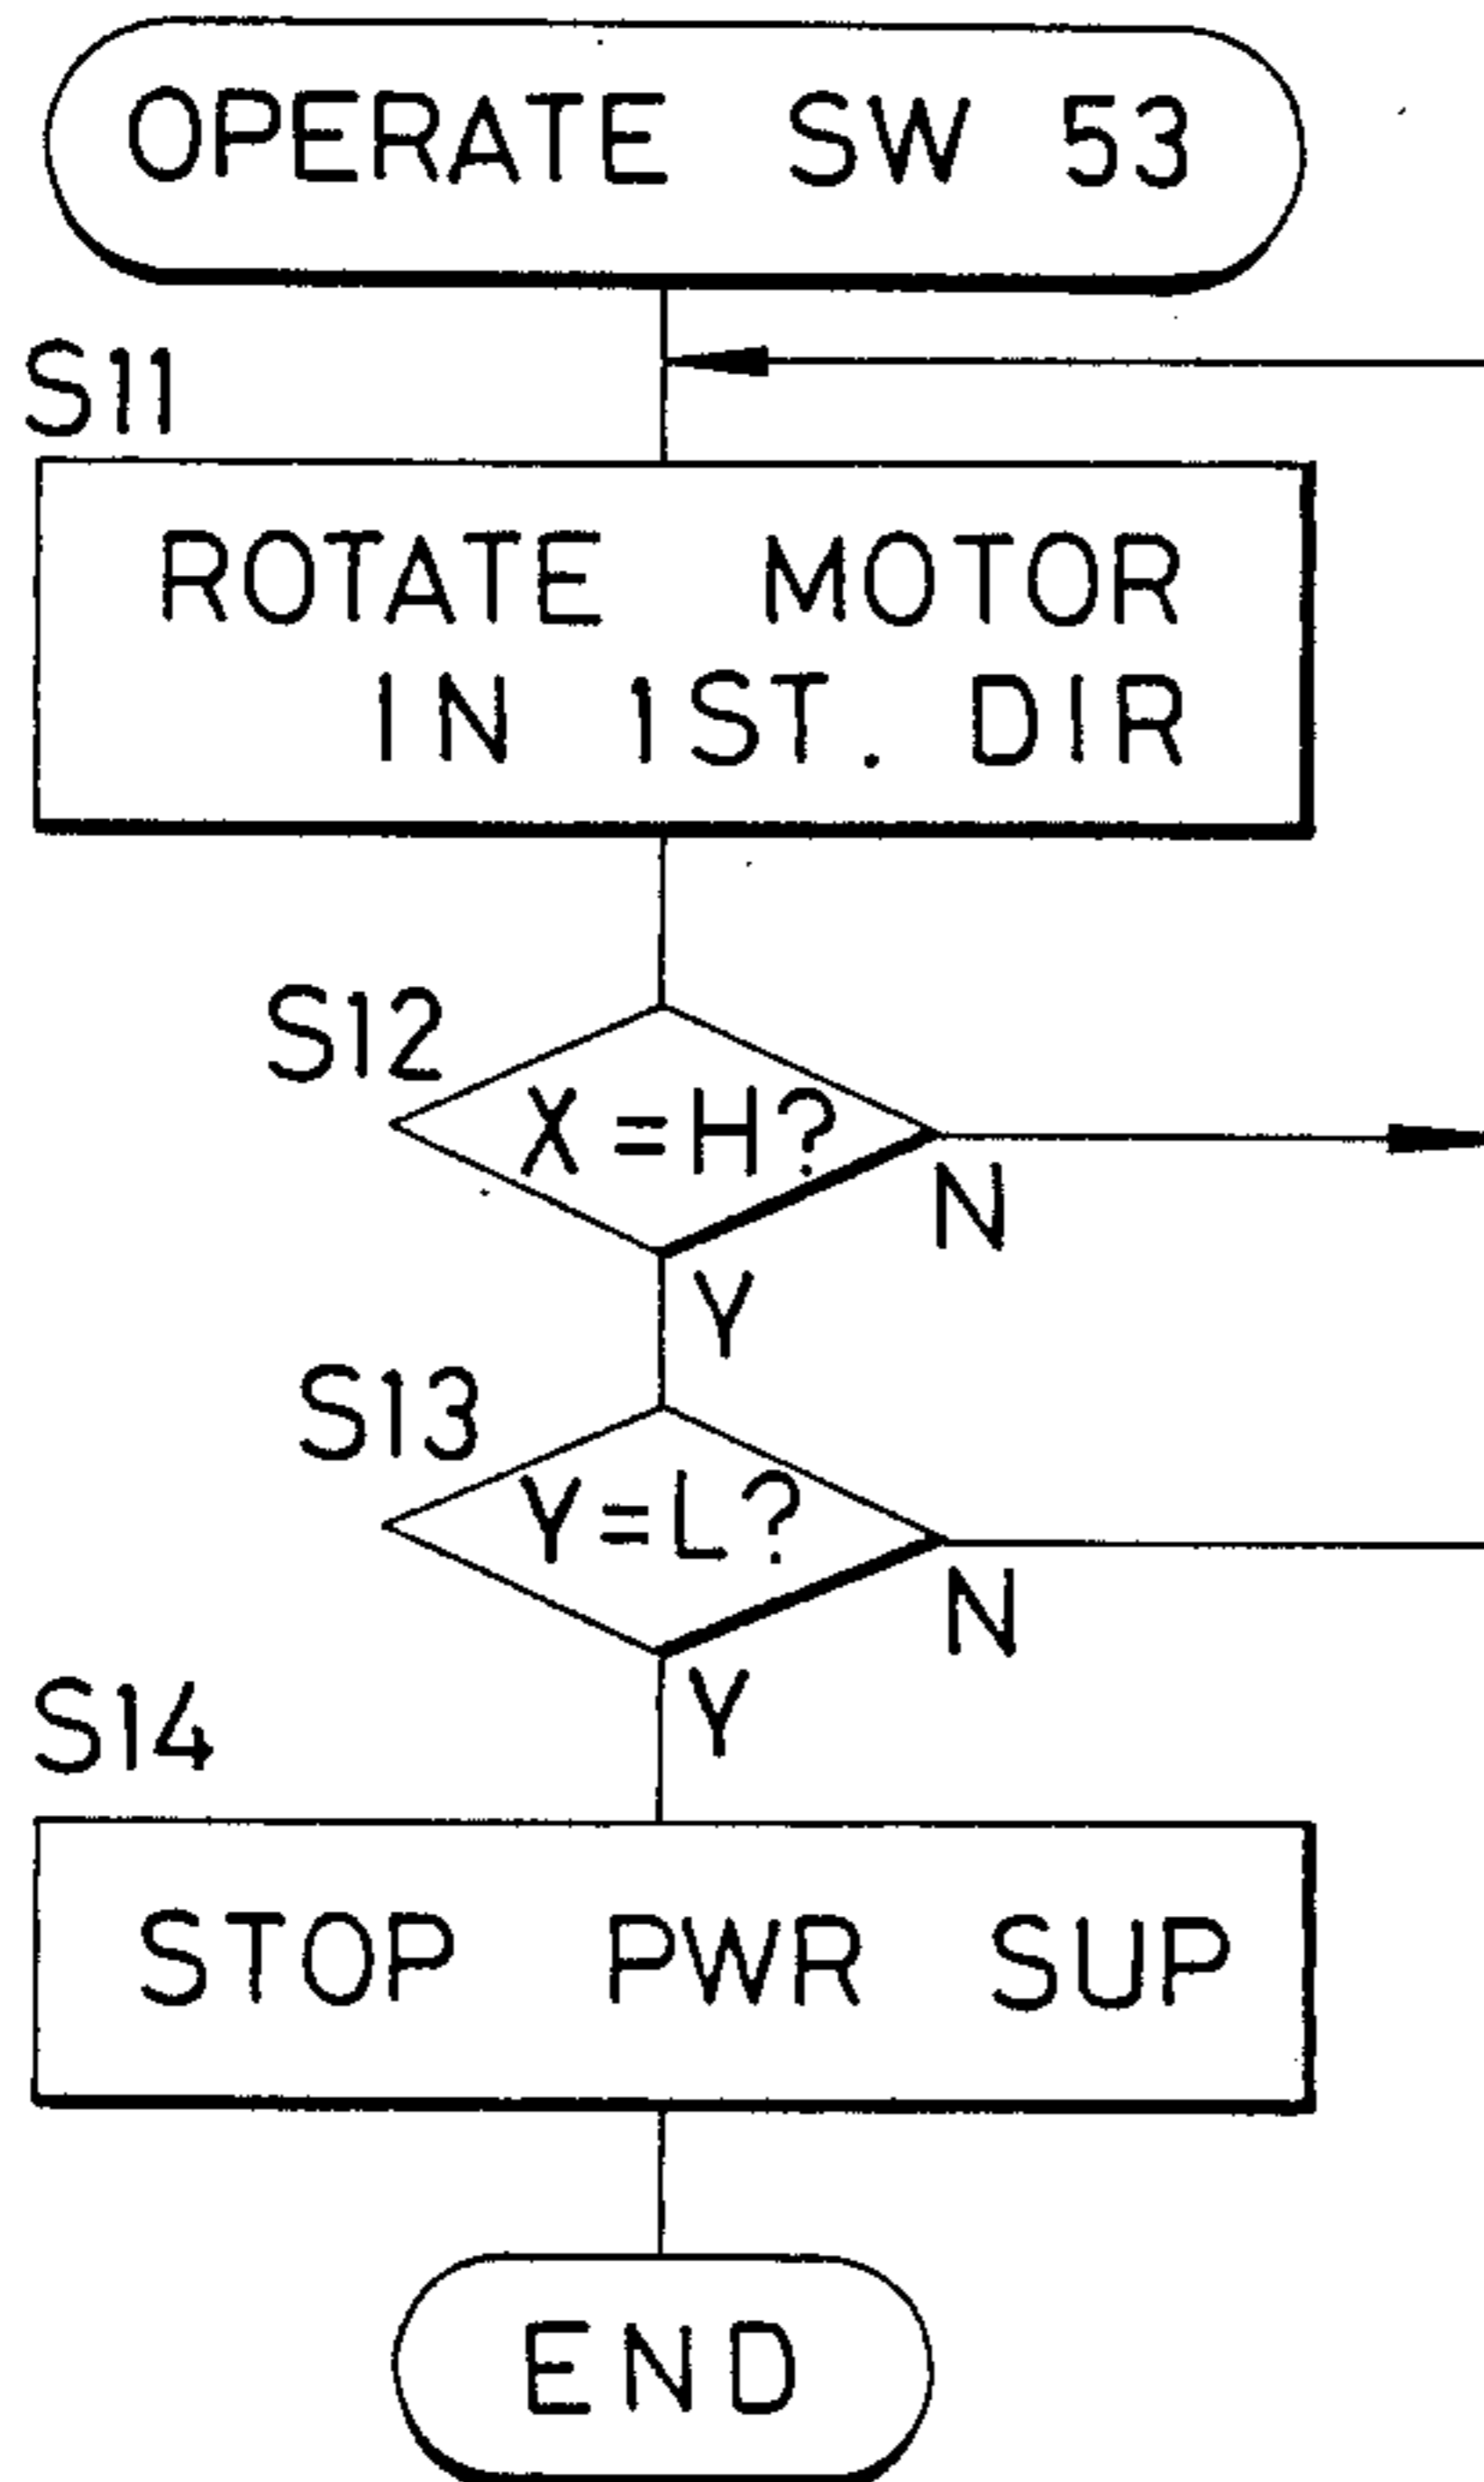 OPERATE SW 53
S11
ROTATE MOTOR
IN 1ST. DIR
S12
X=H?
N
Y
S13
Y=L?
N
Y
S14
STOP PWR SUP
END